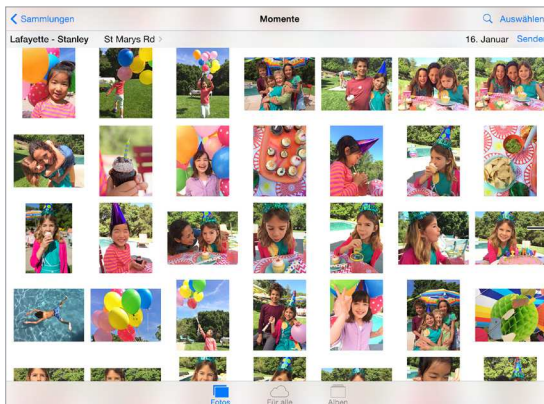 Sammlungen Momente Auswählen
Lafayette - Stanley St Marys Rd 16. Januar Senden
Fotos Für alle Alben